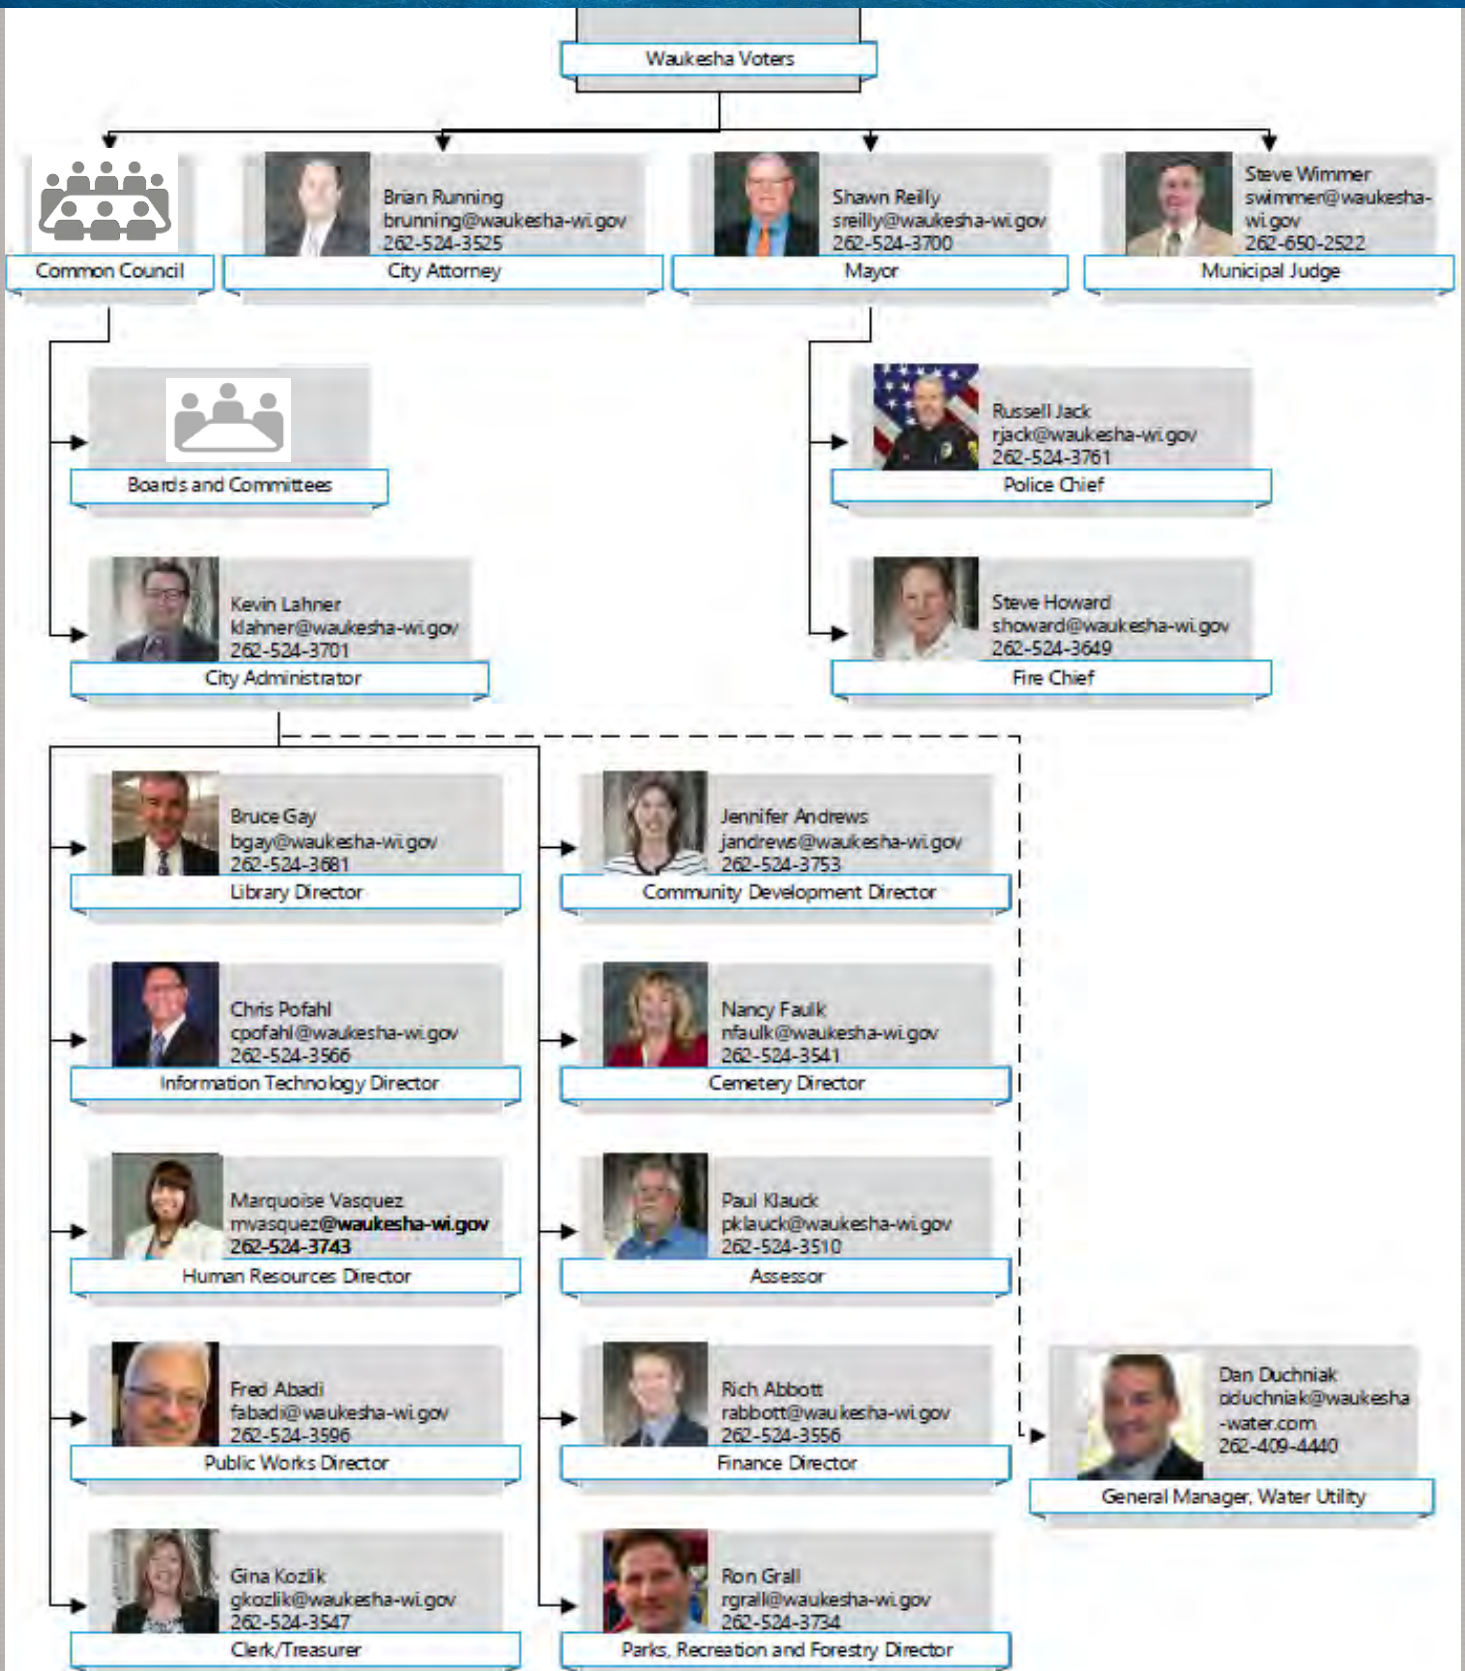 Waukesha Voters
Common Council
Brian Running
brunning@waukesha-wi.gov
262-524-3525
City Attorney
Shawn Reilly
sreilly@waukesha-wi.gov
262-524-3700
Mayor
Steve Wimmer
swimmer@waukesha-
wi.gov
262-650-2522
Municipal Judge
Boards and Committees
Russell Jack
rjack@waukesha-wi.gov
262-524-3761
Police Chief
Kevin Lahner
klahner@waukesha-wi.gov
262-524-3701
City Administrator
Steve Howard
showard@waukesha-wi.gov
262-524-3649
Fire Chief
Bruce Gay
bgay@waukesha-wi.gov
262-524-3681
Library Director
Jennifer Andrews
jandrews@waukesha-wi.gov
262-524-3753
Community Development Director
Chris Pofahl
cpofahl@waukesha-wi.gov
262-524-3566
Information Technology Director
Nancy Faulk
nfaulk@waukesha-wi.gov
262-524-3541
Cemetery Director
Marquoise Vasquez
mvasquez@waukesha-wi.gov
262-524-3743
Human Resources Director
Paul Klauck
pklauck@waukesha-wi.gov
262-524-3510
Assessor
Fred Abadi
fabadi@waukesha-wi.gov
262-524-3596
Public Works Director
Rich Abbott
rabbott@waukesha-wi.gov
262-524-3556
Finance Director
Dan Duchniak
dduchniak@waukesha
-water.com
262-409-4440
General Manager, Water Utility
Gina Kozlik
gkozlik@waukesha-wi.gov
262-524-3547
Clerk/Treasurer
Ron Grall
rgrall@waukesha-wi.gov
262-524-3734
Parks, Recreation and Forestry Director